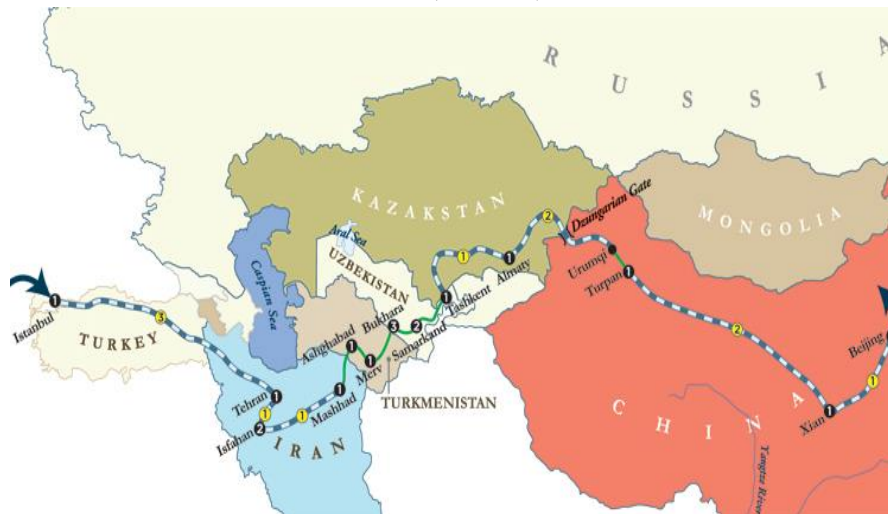 RUSSIA
KAZAKSTAN
MONGOLIA
Dzungarian Gate
2
Aral Sea
1
1
Almaty
Urumqi
UZBEKISTAN
Turpan
1
Caspian Sea
1
Tashkent
1
Istanbul
3
TURKEY
Bukhara
3
2
Samarkand
2
Beijing
1
Ashghabad
1
Merv
1
TURKMENISTAN
1
Tehran
1
1
Mashhad
1
1
Isfahan
2
IRAN
CHINA
Xian
1
Yangtze River